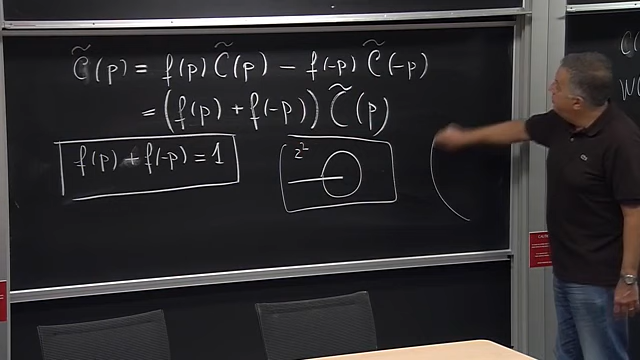 C̃(p) = f(p) C̃(p) − f(-p) C̃(-p)
= (f(p) + f(-p)) C̃(p)
f(p) + f(-p) = 1
z²